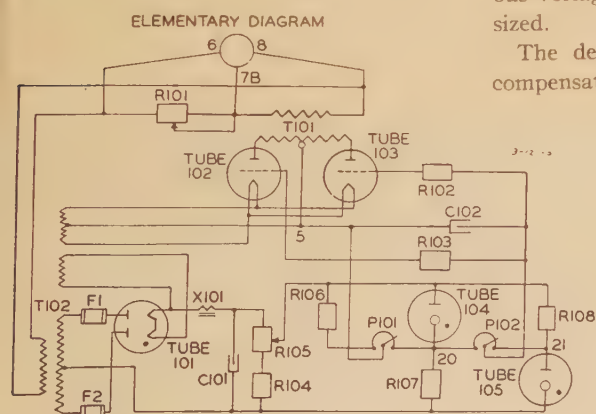 sized.
The de
compensat
ELEMENTARY DIAGRAM
6 8
7B
R101
T101
TUBE
102
TUBE
103
R102
C102
5
R103
T102
F1
X101
TUBE
101
R106
TUBE
104
R108
P101
P102
R105
20
21
C101
R104
R107
TUBE
105
F2